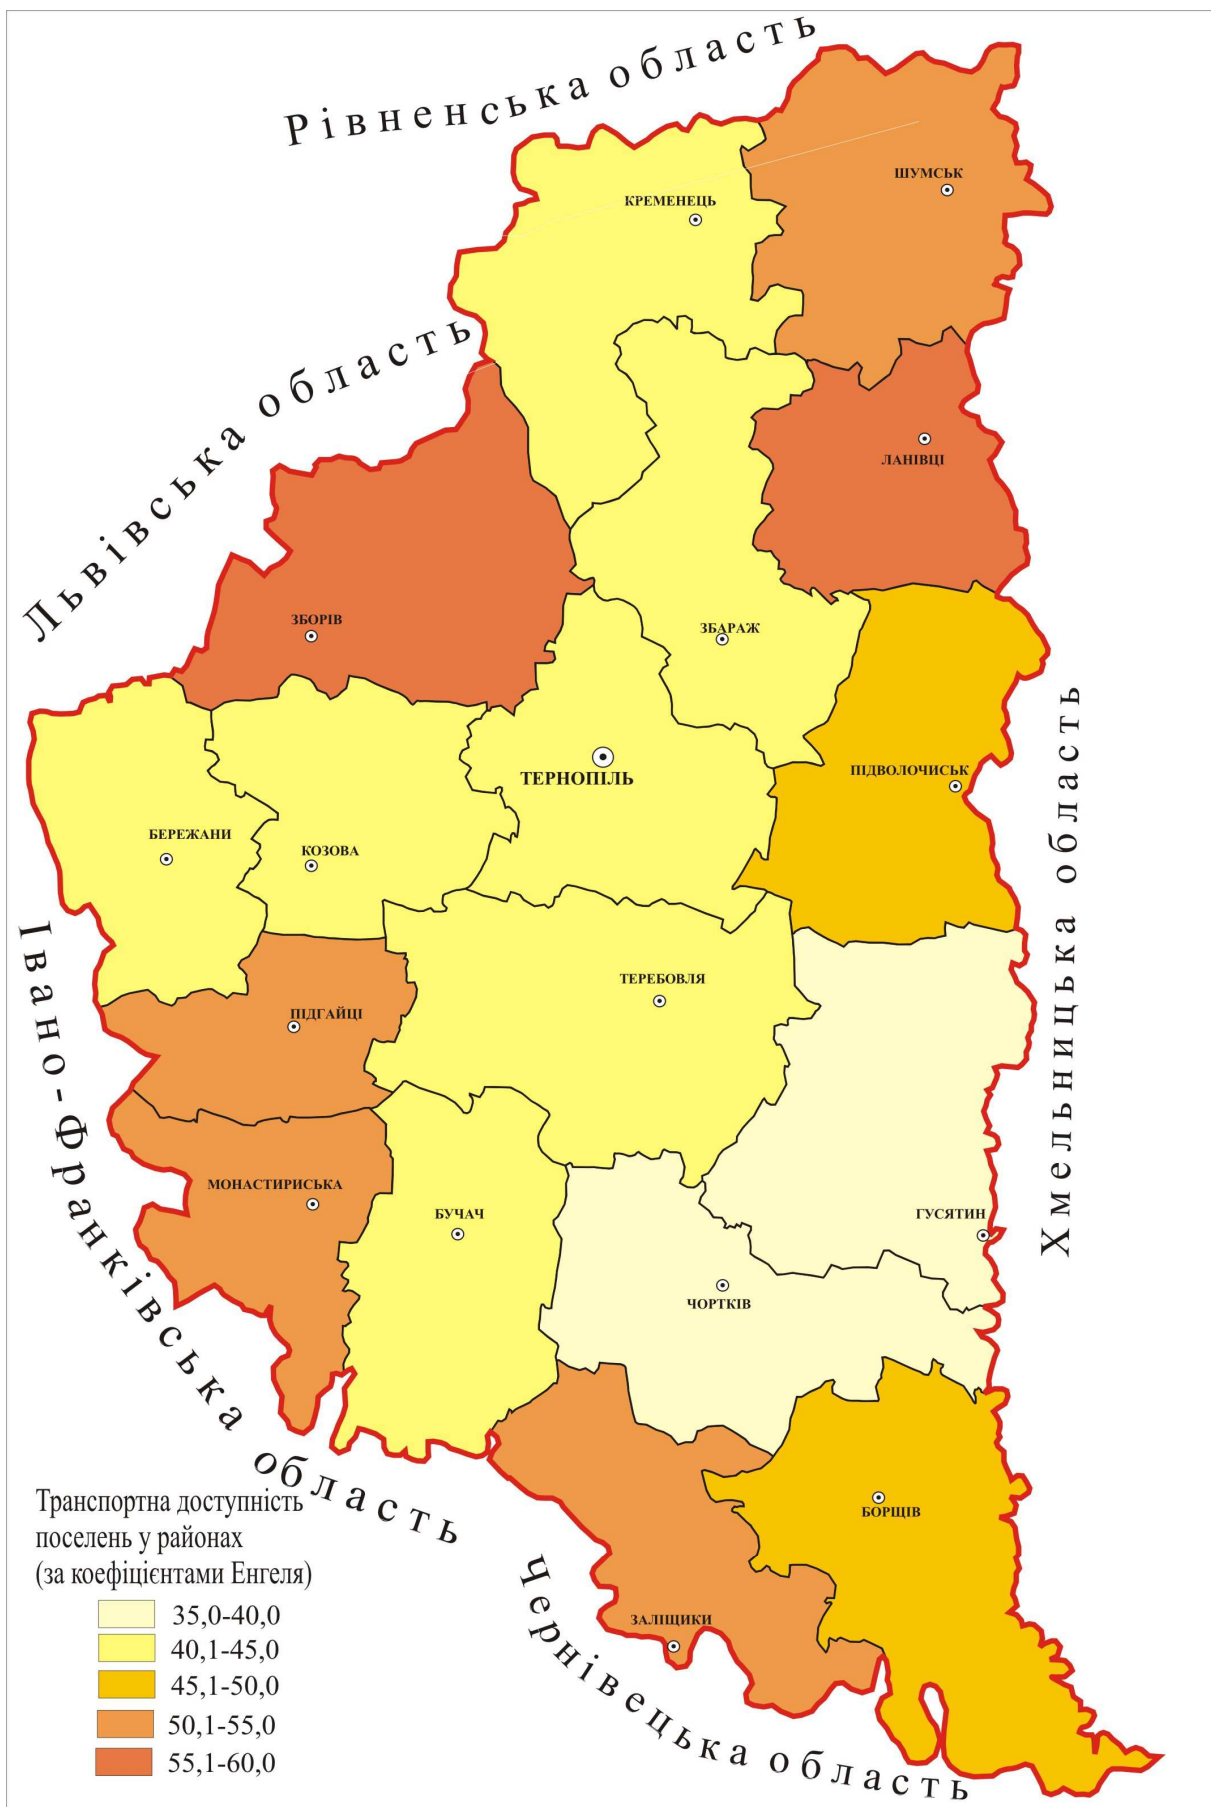 Рівненська область
ШУМСЬК
КРЕМЕНЕЦЬ
Львівська область
ЛАНІВЦІ
ЗБОРІВ
ЗБАРАЖ
ТЕРНОПІЛЬ
ПІДВОЛОЧИСЬК
Хмельницька область
БЕРЕЖАНИ
КОЗОВА
ТЕРЕБОВЛЯ
ПІДГАЙЦІ
Івано-Франківська область
МОНАСТИРИСЬКА
БУЧАЧ
ГУСЯТИН
ЧОРТКІВ
БОРЩІВ
ЗАЛІЩИКИ
Чернівецька область
Транспортна доступність
поселень у районах
(за коефіцієнтами Енгеля)
35,0-40,0
40,1-45,0
45,1-50,0
50,1-55,0
55,1-60,0